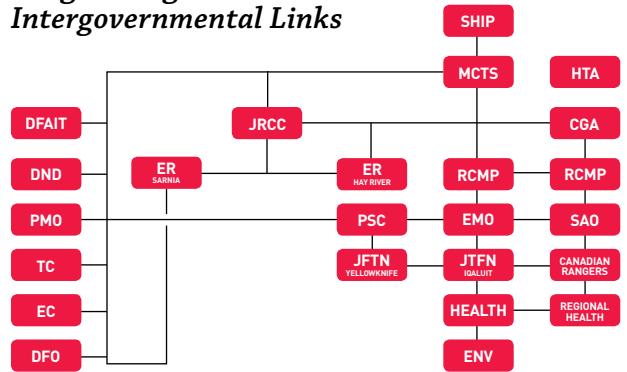 Intergovernmental Links
SHIP
MCTS
HTA
DFAIT
JRCC
CGA
DND
ER
SARNIA
ER
HAY RIVER
RCMP
RCMP
PMO
PSC
EMO
SAO
TC
JFTN
YELLOWKNIFE
JTFN
IQALUIT
CANADIAN
RANGERS
EC
HEALTH
REGIONAL
HEALTH
DFO
ENV